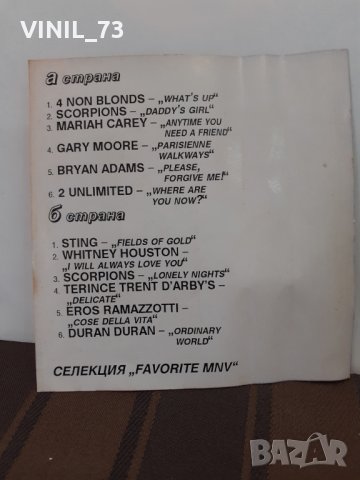 VINIL_73
а страна
1. 4 NON BLONDS – „WHAT'S UP“
2. SCORPIONS – „DADDY'S GIRL“
3. MARIAH CAREY – „ANYTIME YOU
NEED A FRIEND“
4. GARY MOORE – „PARISIENNE
WALKWAYS“
5. BRYAN ADAMS – „PLEASE,
FORGIVE ME!“
6. 2 UNLIMITED – „WHERE ARE
YOU NOW?“
б страна
1. STING – „FIELDS OF GOLD“
2. WHITNEY HOUSTON –
„I WILL ALWAYS LOVE YOU“
3. SCORPIONS – „LONELY NIGHTS“
4. TERINCE TRENT D'ARBY'S –
„DELICATE“
5. EROS RAMAZZOTTI –
„COSE DELLA VITA“
6. DURAN DURAN – „ORDINARY
WORLD“
СЕЛЕКЦИЯ „FAVORITE MNV“
BAZAR